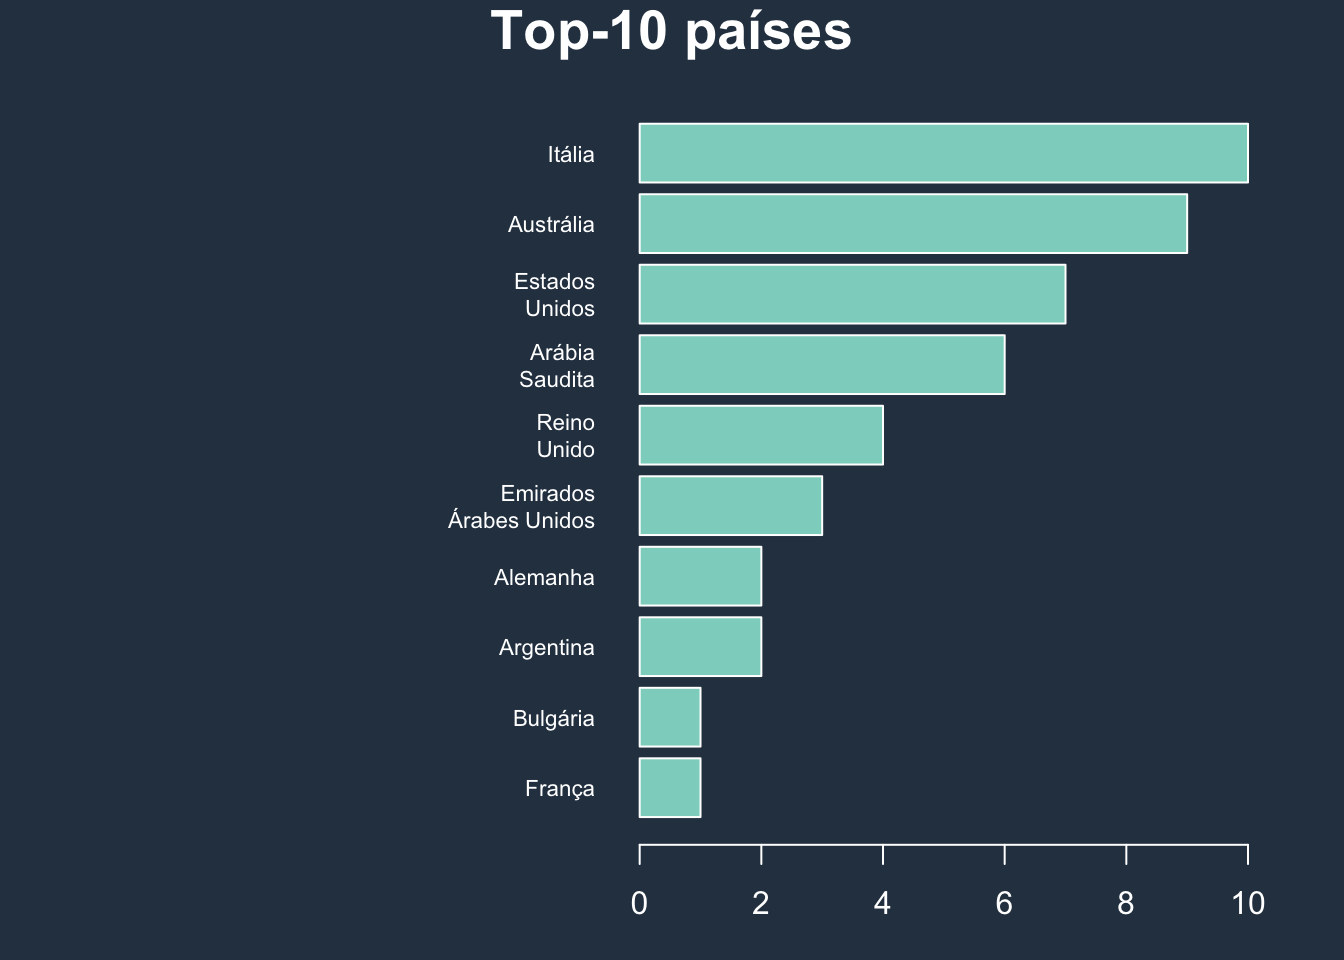 Top-10 países
Itália
Austrália
Estados
Unidos
Arábia
Saudita
Reino
Unido
Emirados
Árabes Unidos
Alemanha
Argentina
Bulgária
França
0 2 4 6 8 10